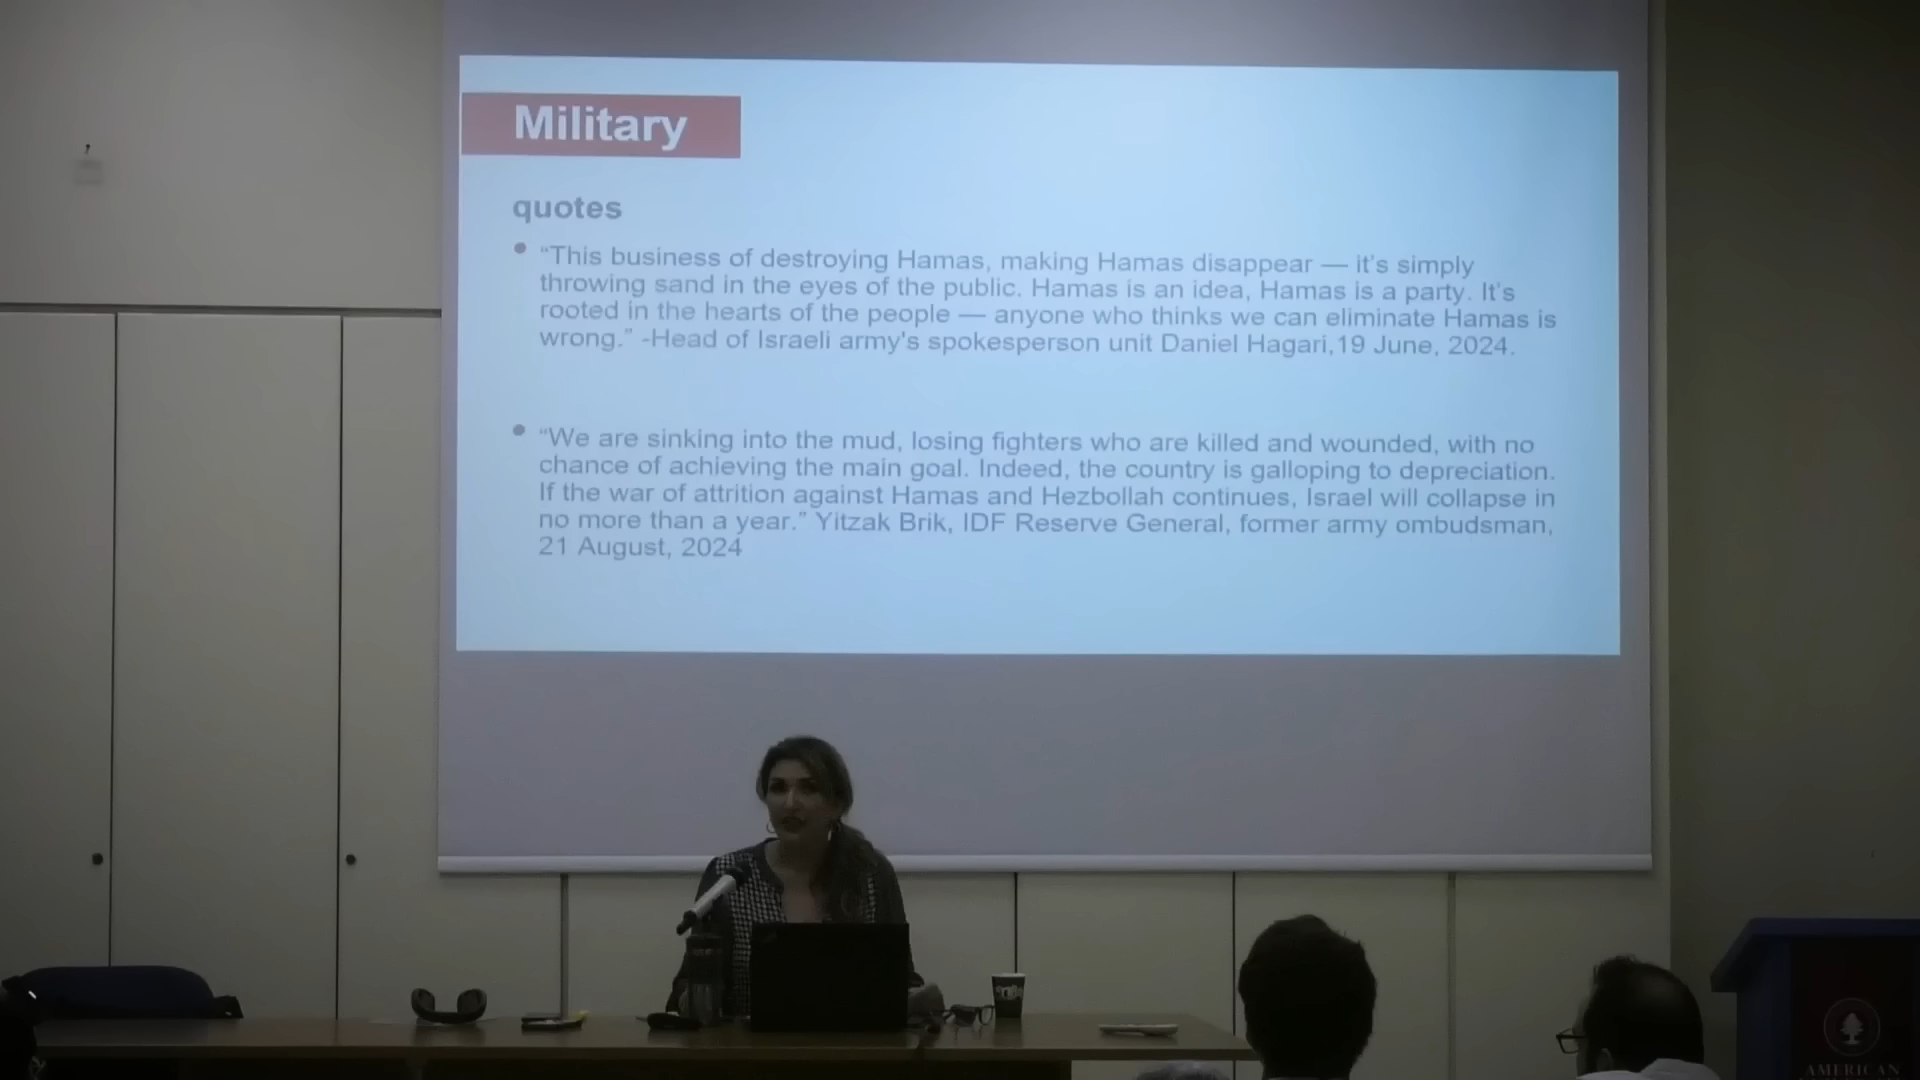 Military
quotes
“This business of destroying Hamas, making Hamas disappear — it's simply
throwing sand in the eyes of the public. Hamas is an idea, Hamas is a party. It's
rooted in the hearts of the people — anyone who thinks we can eliminate Hamas is
wrong.” -Head of Israeli army's spokesperson unit Daniel Hagari,19 June, 2024.
“We are sinking into the mud, losing fighters who are killed and wounded, with no
chance of achieving the main goal. Indeed, the country is galloping to depreciation.
If the war of attrition against Hamas and Hezbollah continues, Israel will collapse in
no more than a year.” Yitzak Brik, IDF Reserve General, former army ombudsman,
21 August, 2024
AMERICAN